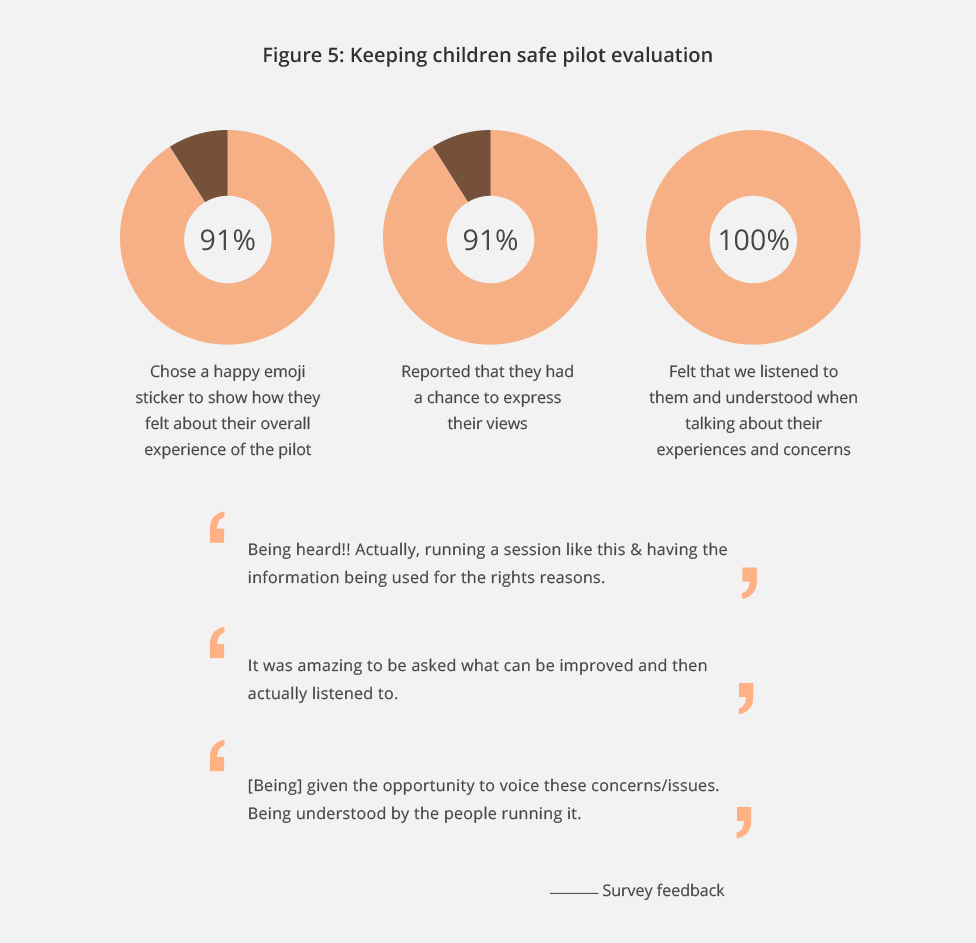 Figure 5: Keeping children safe pilot evaluation
91%
Chose a happy emoji
sticker to show how they
felt about their overall
experience of the pilot
91%
Reported that they had
a chance to express
their views
100%
Felt that we listened to
them and understood when
talking about their
experiences and concerns
‘
Being heard!! Actually, running a session like this & having the
information being used for the rights reasons.
’
‘
It was amazing to be asked what can be improved and then
actually listened to.
’
‘
[Being] given the opportunity to voice these concerns/issues.
Being understood by the people running it.
’
Survey feedback